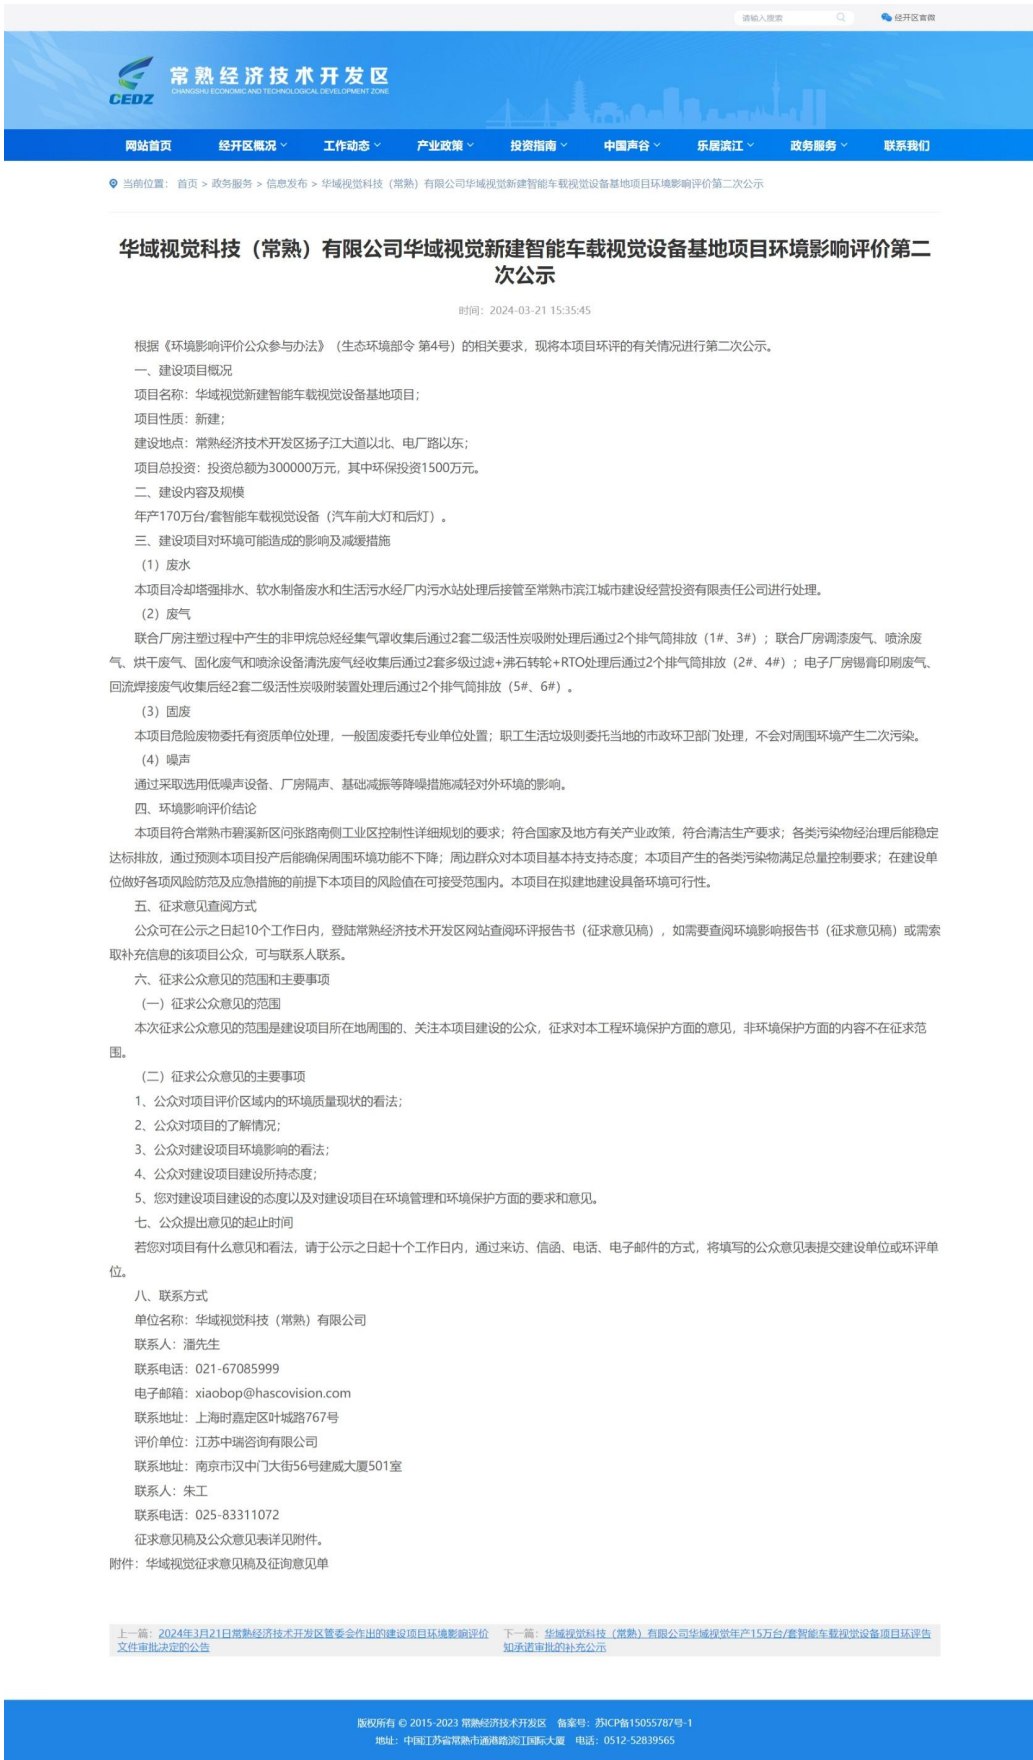 请输入搜索
经开区官微
CEDZ
常熟经济技术开发区
CHANGSHU ECONOMIC AND TECHNOLOGICAL DEVELOPMENT ZONE
网站首页 经开区概况 工作动态 产业政策 投资指南 中国声谷 乐居滨江 政务服务 联系我们
当前位置： 首页 > 政务服务 > 信息发布 > 华域视觉科技（常熟）有限公司华域视觉新建智能车载视觉设备基地项目环境影响评价第二次公示
华域视觉科技（常熟）有限公司华域视觉新建智能车载视觉设备基地项目环境影响评价第二
次公示
时间：2024-03-21 15:35:45
根据《环境影响评价公众参与办法》（生态环境部令 第4号）的相关要求，现将本项目环评的有关情况进行第二次公示。
一、建设项目概况
项目名称：华域视觉新建智能车载视觉设备基地项目；
项目性质：新建；
建设地点：常熟经济技术开发区扬子江大道以北、电厂路以东；
项目总投资：投资总额为300000万元，其中环保投资1500万元。
二、建设内容及规模
年产170万台/套智能车载视觉设备（汽车前大灯和后灯）。
三、建设项目对环境可能造成的影响及减缓措施
（1）废水
本项目冷却塔强排水、软水制备废水和生活污水经厂内污水站处理后接管至常熟市滨江城市建设经营投资有限责任公司进行处理。
（2）废气
联合厂房注塑过程中产生的非甲烷总烃经集气罩收集后通过2套二级活性炭吸附处理后通过2个排气筒排放（1#、3#）；联合厂房调漆废气、喷涂废
气、烘干废气、固化废气和喷涂设备清洗废气经收集后通过2套多级过滤+沸石转轮+RTO处理后通过2个排气筒排放（2#、4#）；电子厂房锡膏印刷废气、
回流焊接废气收集后经2套二级活性炭吸附装置处理后通过2个排气筒排放（5#、6#）。
（3）固废
本项目危险废物委托有资质单位处理，一般固废委托专业单位处置；职工生活垃圾则委托当地的市政环卫部门处理，不会对周围环境产生二次污染。
（4）噪声
通过采取选用低噪声设备、厂房隔声、基础减振等降噪措施减轻对外环境的影响。
四、环境影响评价结论
本项目符合常熟市碧溪新区问张路南侧工业区控制性详细规划的要求；符合国家及地方有关产业政策，符合清洁生产要求；各类污染物经治理后能稳定
达标排放，通过预测本项目投产后能确保周围环境功能不下降；周边群众对本项目基本持支持态度；本项目产生的各类污染物满足总量控制要求；在建设单
位做好各项风险防范及应急措施的前提下本项目的风险值在可接受范围内。本项目在拟建地建设具备环境可行性。
五、征求意见查阅方式
公众可在公示之日起10个工作日内，登陆常熟经济技术开发区网站查阅环评报告书（征求意见稿），如需要查阅环境影响报告书（征求意见稿）或需索
取补充信息的该项目公众，可与联系人联系。
六、征求公众意见的范围和主要事项
（一）征求公众意见的范围
本次征求公众意见的范围是建设项目所在地周围的、关注本项目建设的公众，征求对本工程环境保护方面的意见，非环境保护方面的内容不在征求范
围。
（二）征求公众意见的主要事项
1、公众对项目评价区域内的环境质量现状的看法；
2、公众对项目的了解情况；
3、公众对建设项目环境影响的看法；
4、公众对建设项目建设所持态度；
5、您对建设项目建设的态度以及对建设项目在环境管理和环境保护方面的要求和意见。
七、公众提出意见的起止时间
若您对项目有什么意见和看法，请于公示之日起十个工作日内，通过来访、信函、电话、电子邮件的方式，将填写的公众意见表提交建设单位或环评单
位。
八、联系方式
单位名称：华域视觉科技（常熟）有限公司
联系人：潘先生
联系电话：021-67085999
电子邮箱：xiaobop@hascovision.com
联系地址：上海时嘉定区叶城路767号
评价单位：江苏中瑞咨询有限公司
联系地址：南京市汉中门大街56号建威大厦501室
联系人：朱工
联系电话：025-83311072
征求意见稿及公众意见表详见附件。
附件：华域视觉征求意见稿及征询意见单
上一篇：2024年3月21日常熟经济技术开发区管委会作出的建设项目环境影响评价
文件审批决定的公告
下一篇：华域视觉科技（常熟）有限公司华域视觉年产15万台/套智能车载视觉设备项目环评告
知承诺审批的补充公示
版权所有 © 2015-2023 常熟经济技术开发区 备案号：苏ICP备15055787号-1
地址：中国江苏省常熟市通港路滨江国际大厦 电话：0512-52839565